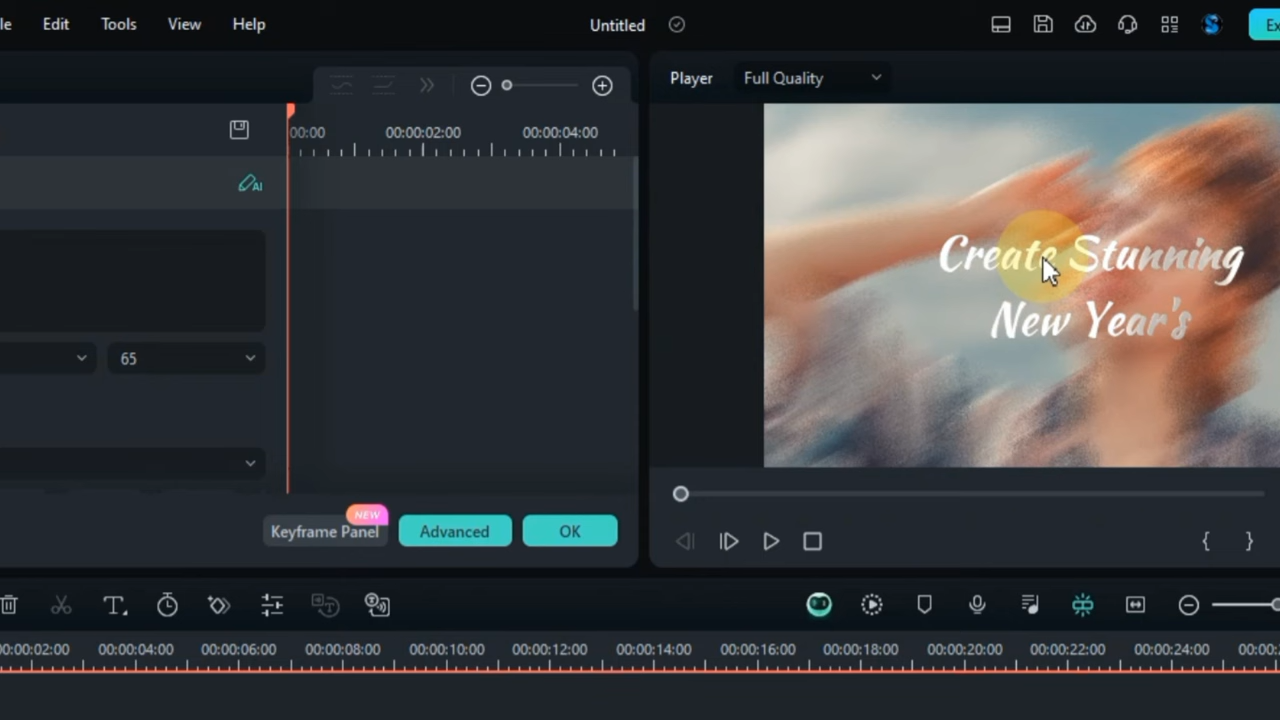 le Edit Tools View Help Untitled Ex
Player Full Quality
00:00 00:00:02:00 00:00:04:00
AI
Create Stunning
New Year's
65
NEW
Keyframe Panel Advanced OK
{ }
00:00:02:00 00:00:04:00 00:00:06:00 00:00:08:00 00:00:10:00 00:00:12:00 00:00:14:00 00:00:16:00 00:00:18:00 00:00:20:00 00:00:22:00 00:00:24:00 00:00: